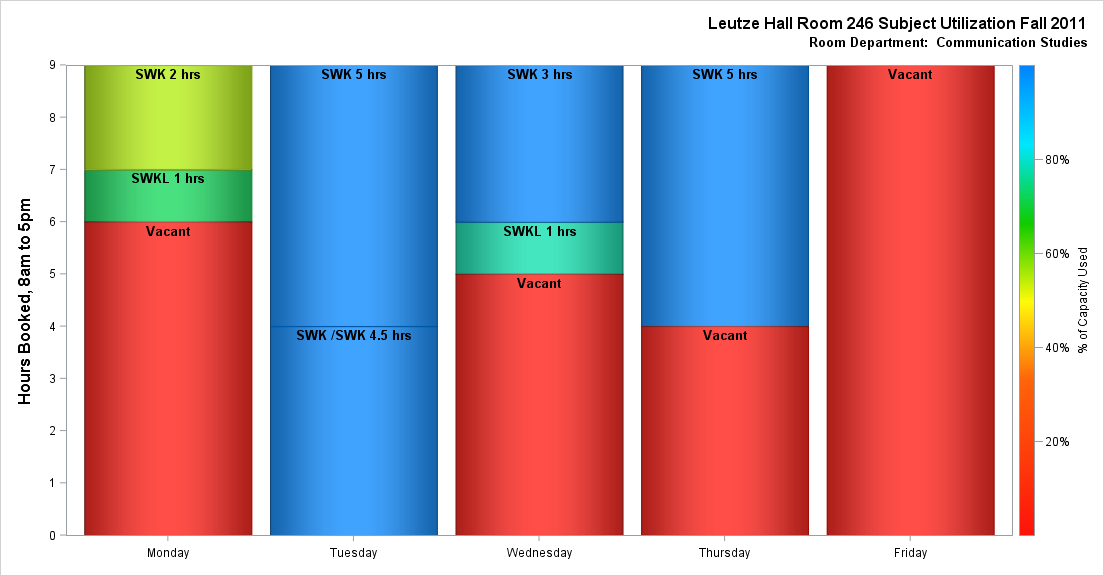 Leutze Hall Room 246 Subject Utilization Fall 2011
Room Department:  Communication Studies
Hours Booked, 8am to 5pm
9
8
7
6
5
4
3
2
1
0
SWK 2 hrs
SWKL 1 hrs
Vacant
SWK 5 hrs
SWK /SWK 4.5 hrs
SWK 3 hrs
SWKL 1 hrs
Vacant
SWK 5 hrs
Vacant
Vacant
Monday
Tuesday
Wednesday
Thursday
Friday
80%
60%
40%
20%
% of Capacity Used